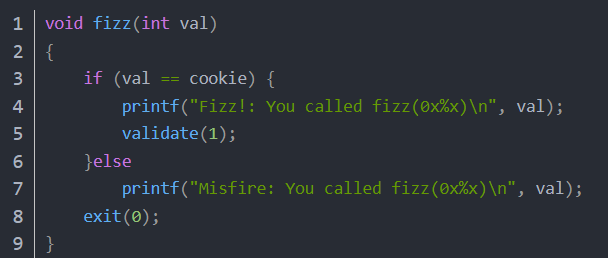 1 void fizz(int val)
2 {
3     if (val == cookie) {
4         printf("Fizz!: You called fizz(0x%x)\n", val);
5         validate(1);
6     }else
7         printf("Misfire: You called fizz(0x%x)\n", val);
8     exit(0);
9 }